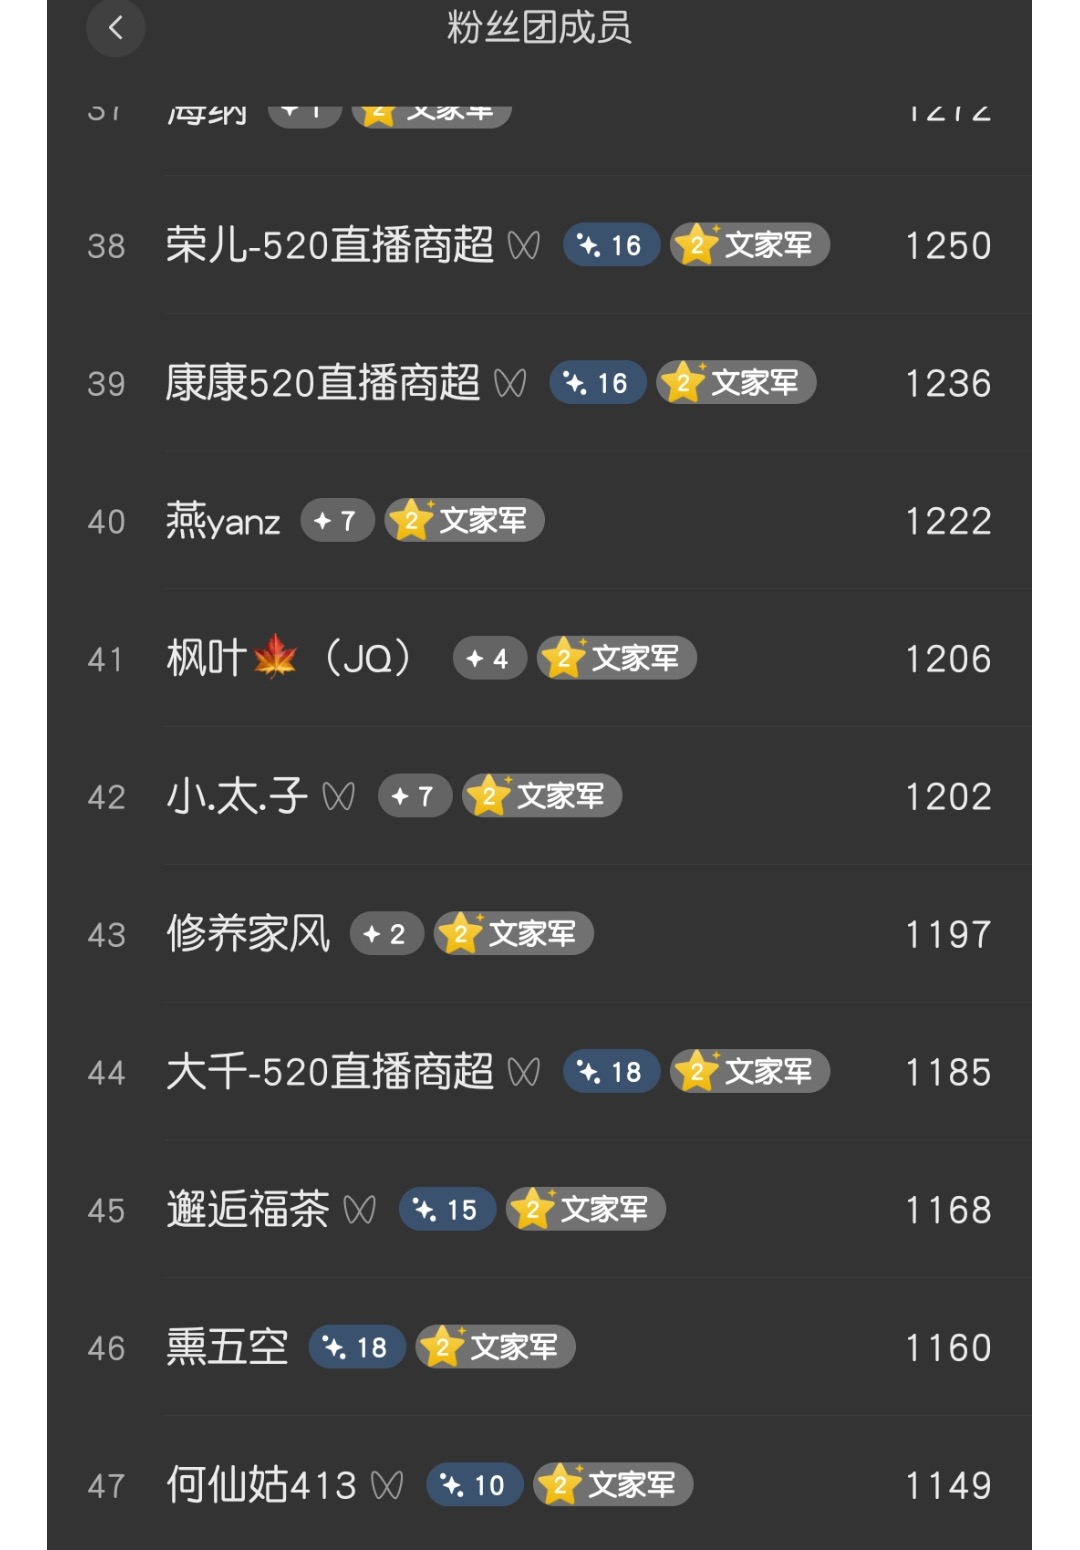 粉丝团成员
37 海纳 1 2 文家军 1212
38 荣儿-520直播商超 16 2 文家军 1250
39 康康520直播商超 16 2 文家军 1236
40 燕yanz 7 2 文家军 1222
41 枫叶🍁（JQ） 4 2 文家军 1206
42 小.太.子 7 2 文家军 1202
43 修养家风 2 2 文家军 1197
44 大千-520直播商超 18 2 文家军 1185
45 邂逅福茶 15 2 文家军 1168
46 熏五空 18 2 文家军 1160
47 何仙姑413 10 2 文家军 1149